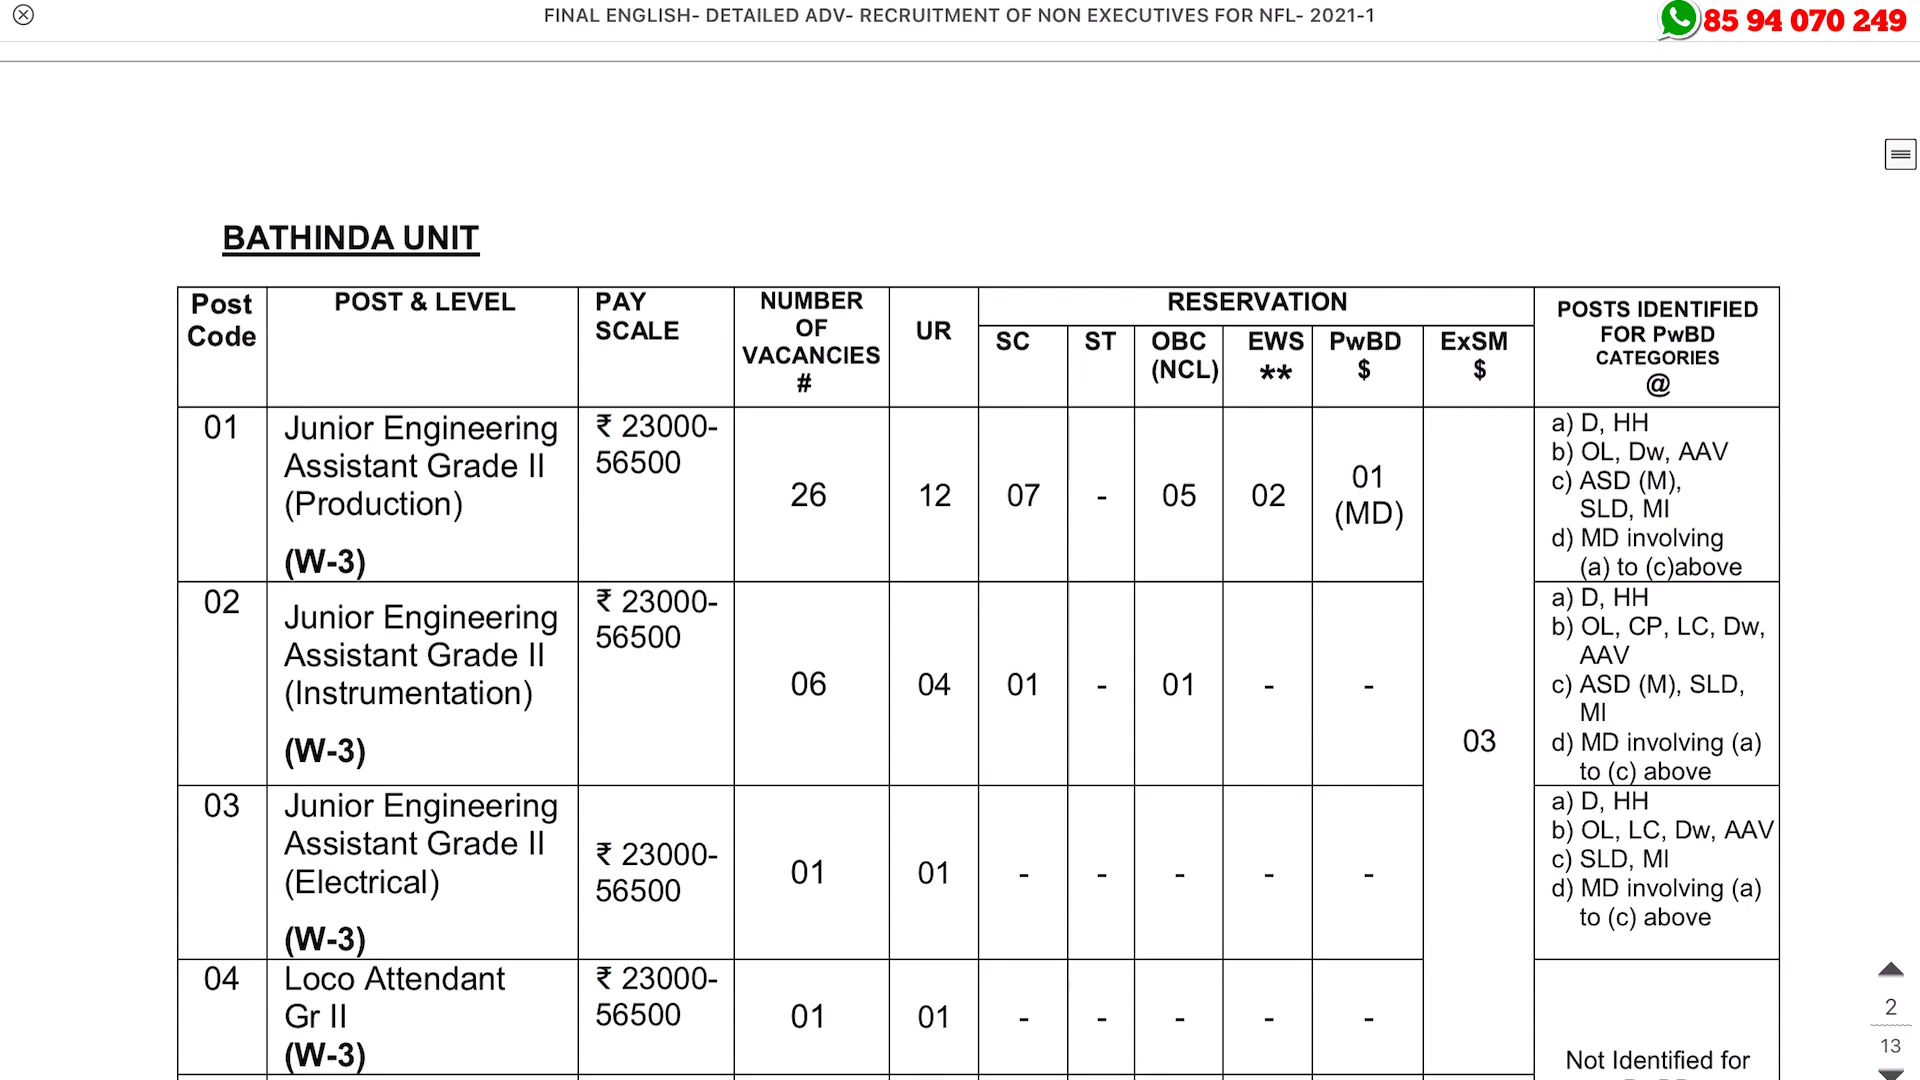 FINAL ENGLISH- DETAILED ADV- RECRUITMENT OF NON EXECUTIVES FOR NFL- 2021-1
85 94 070 249
BATHINDA UNIT
Post Code
POST & LEVEL
PAY SCALE
NUMBER OF VACANCIES #
UR
RESERVATION
SC
ST
OBC (NCL)
EWS **
PwBD $
ExSM $
POSTS IDENTIFIED FOR PwBD CATEGORIES @
01
Junior Engineering
Assistant Grade II
(Production)
(W-3)
₹ 23000-
56500
26
12
07
-
05
02
01
(MD)
03
a) D, HH
b) OL, Dw, AAV
c) ASD (M),
SLD, MI
d) MD involving
(a) to (c)above
02
Junior Engineering
Assistant Grade II
(Instrumentation)
(W-3)
₹ 23000-
56500
06
04
01
-
01
-
-
a) D, HH
b) OL, CP, LC, Dw,
AAV
c) ASD (M), SLD,
MI
d) MD involving (a)
to (c) above
03
Junior Engineering
Assistant Grade II
(Electrical)
(W-3)
₹ 23000-
56500
01
01
-
-
-
-
-
a) D, HH
b) OL, LC, Dw, AAV
c) SLD, MI
d) MD involving (a)
to (c) above
04
Loco Attendant
Gr II
(W-3)
₹ 23000-
56500
01
01
-
-
-
-
-
Not Identified for
2
13